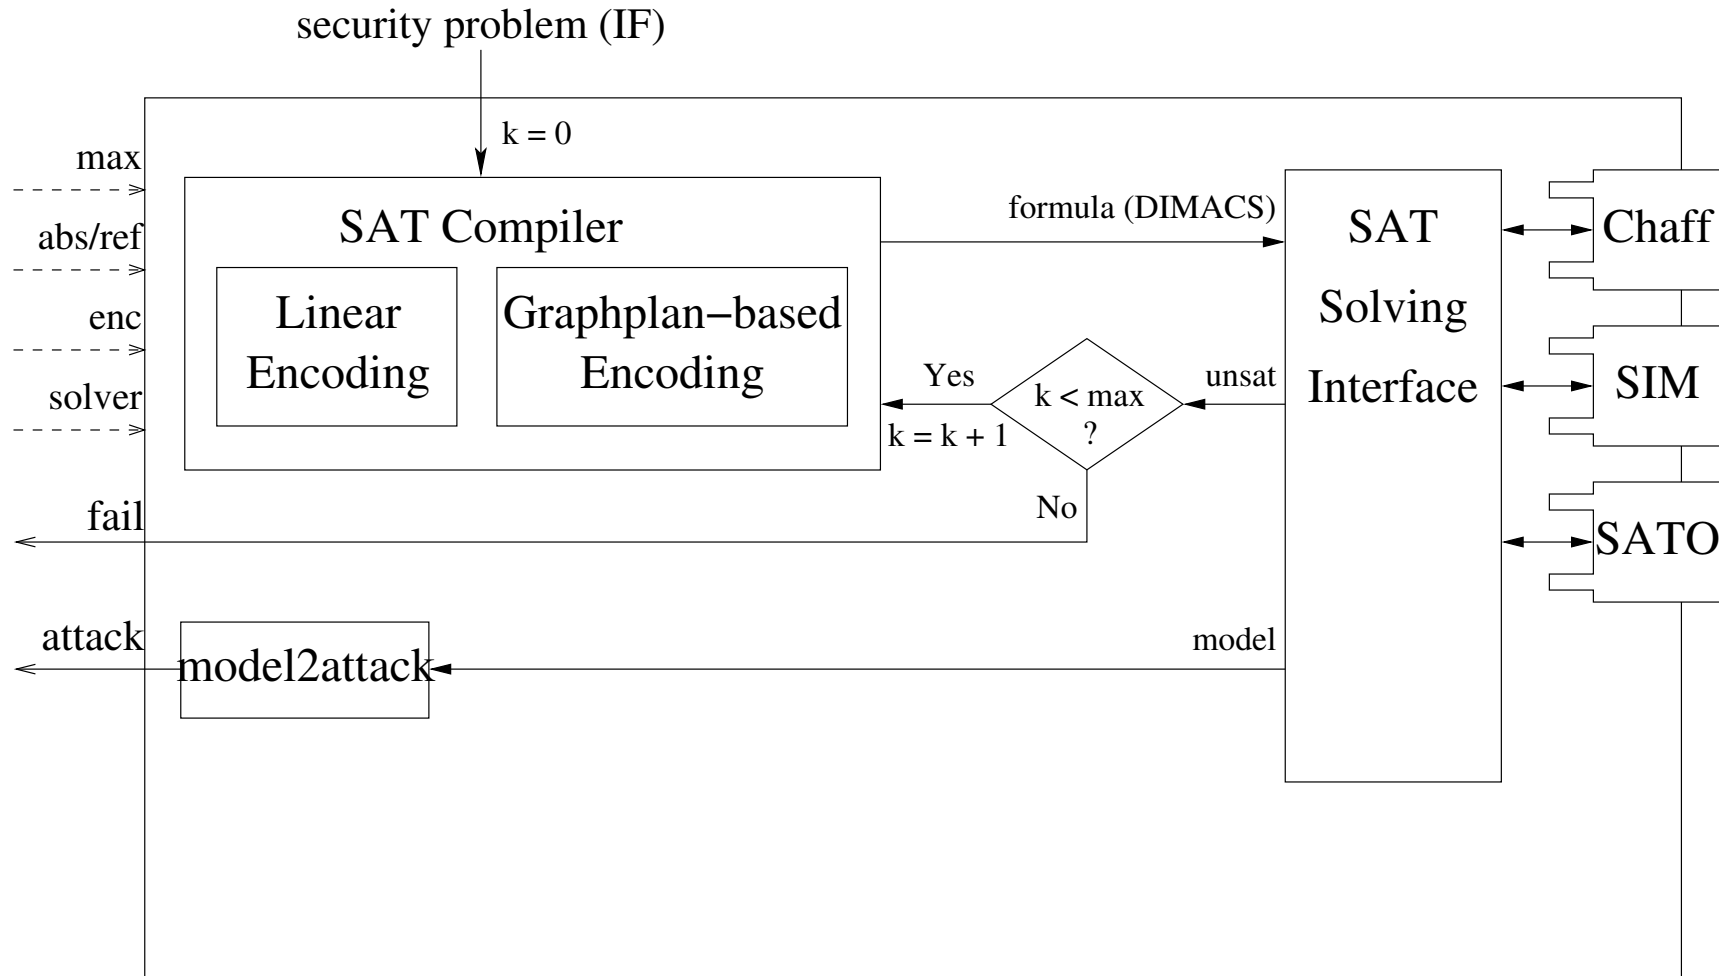 security problem (IF)
k = 0
max
abs/ref
enc
solver
SAT Compiler
Linear
Encoding
Graphplan−based
Encoding
formula (DIMACS)
Yes
k = k + 1
k < max
?
unsat
No
SAT
Solving
Interface
Chaff
SIM
SATO
fail
attack
model2attack
model